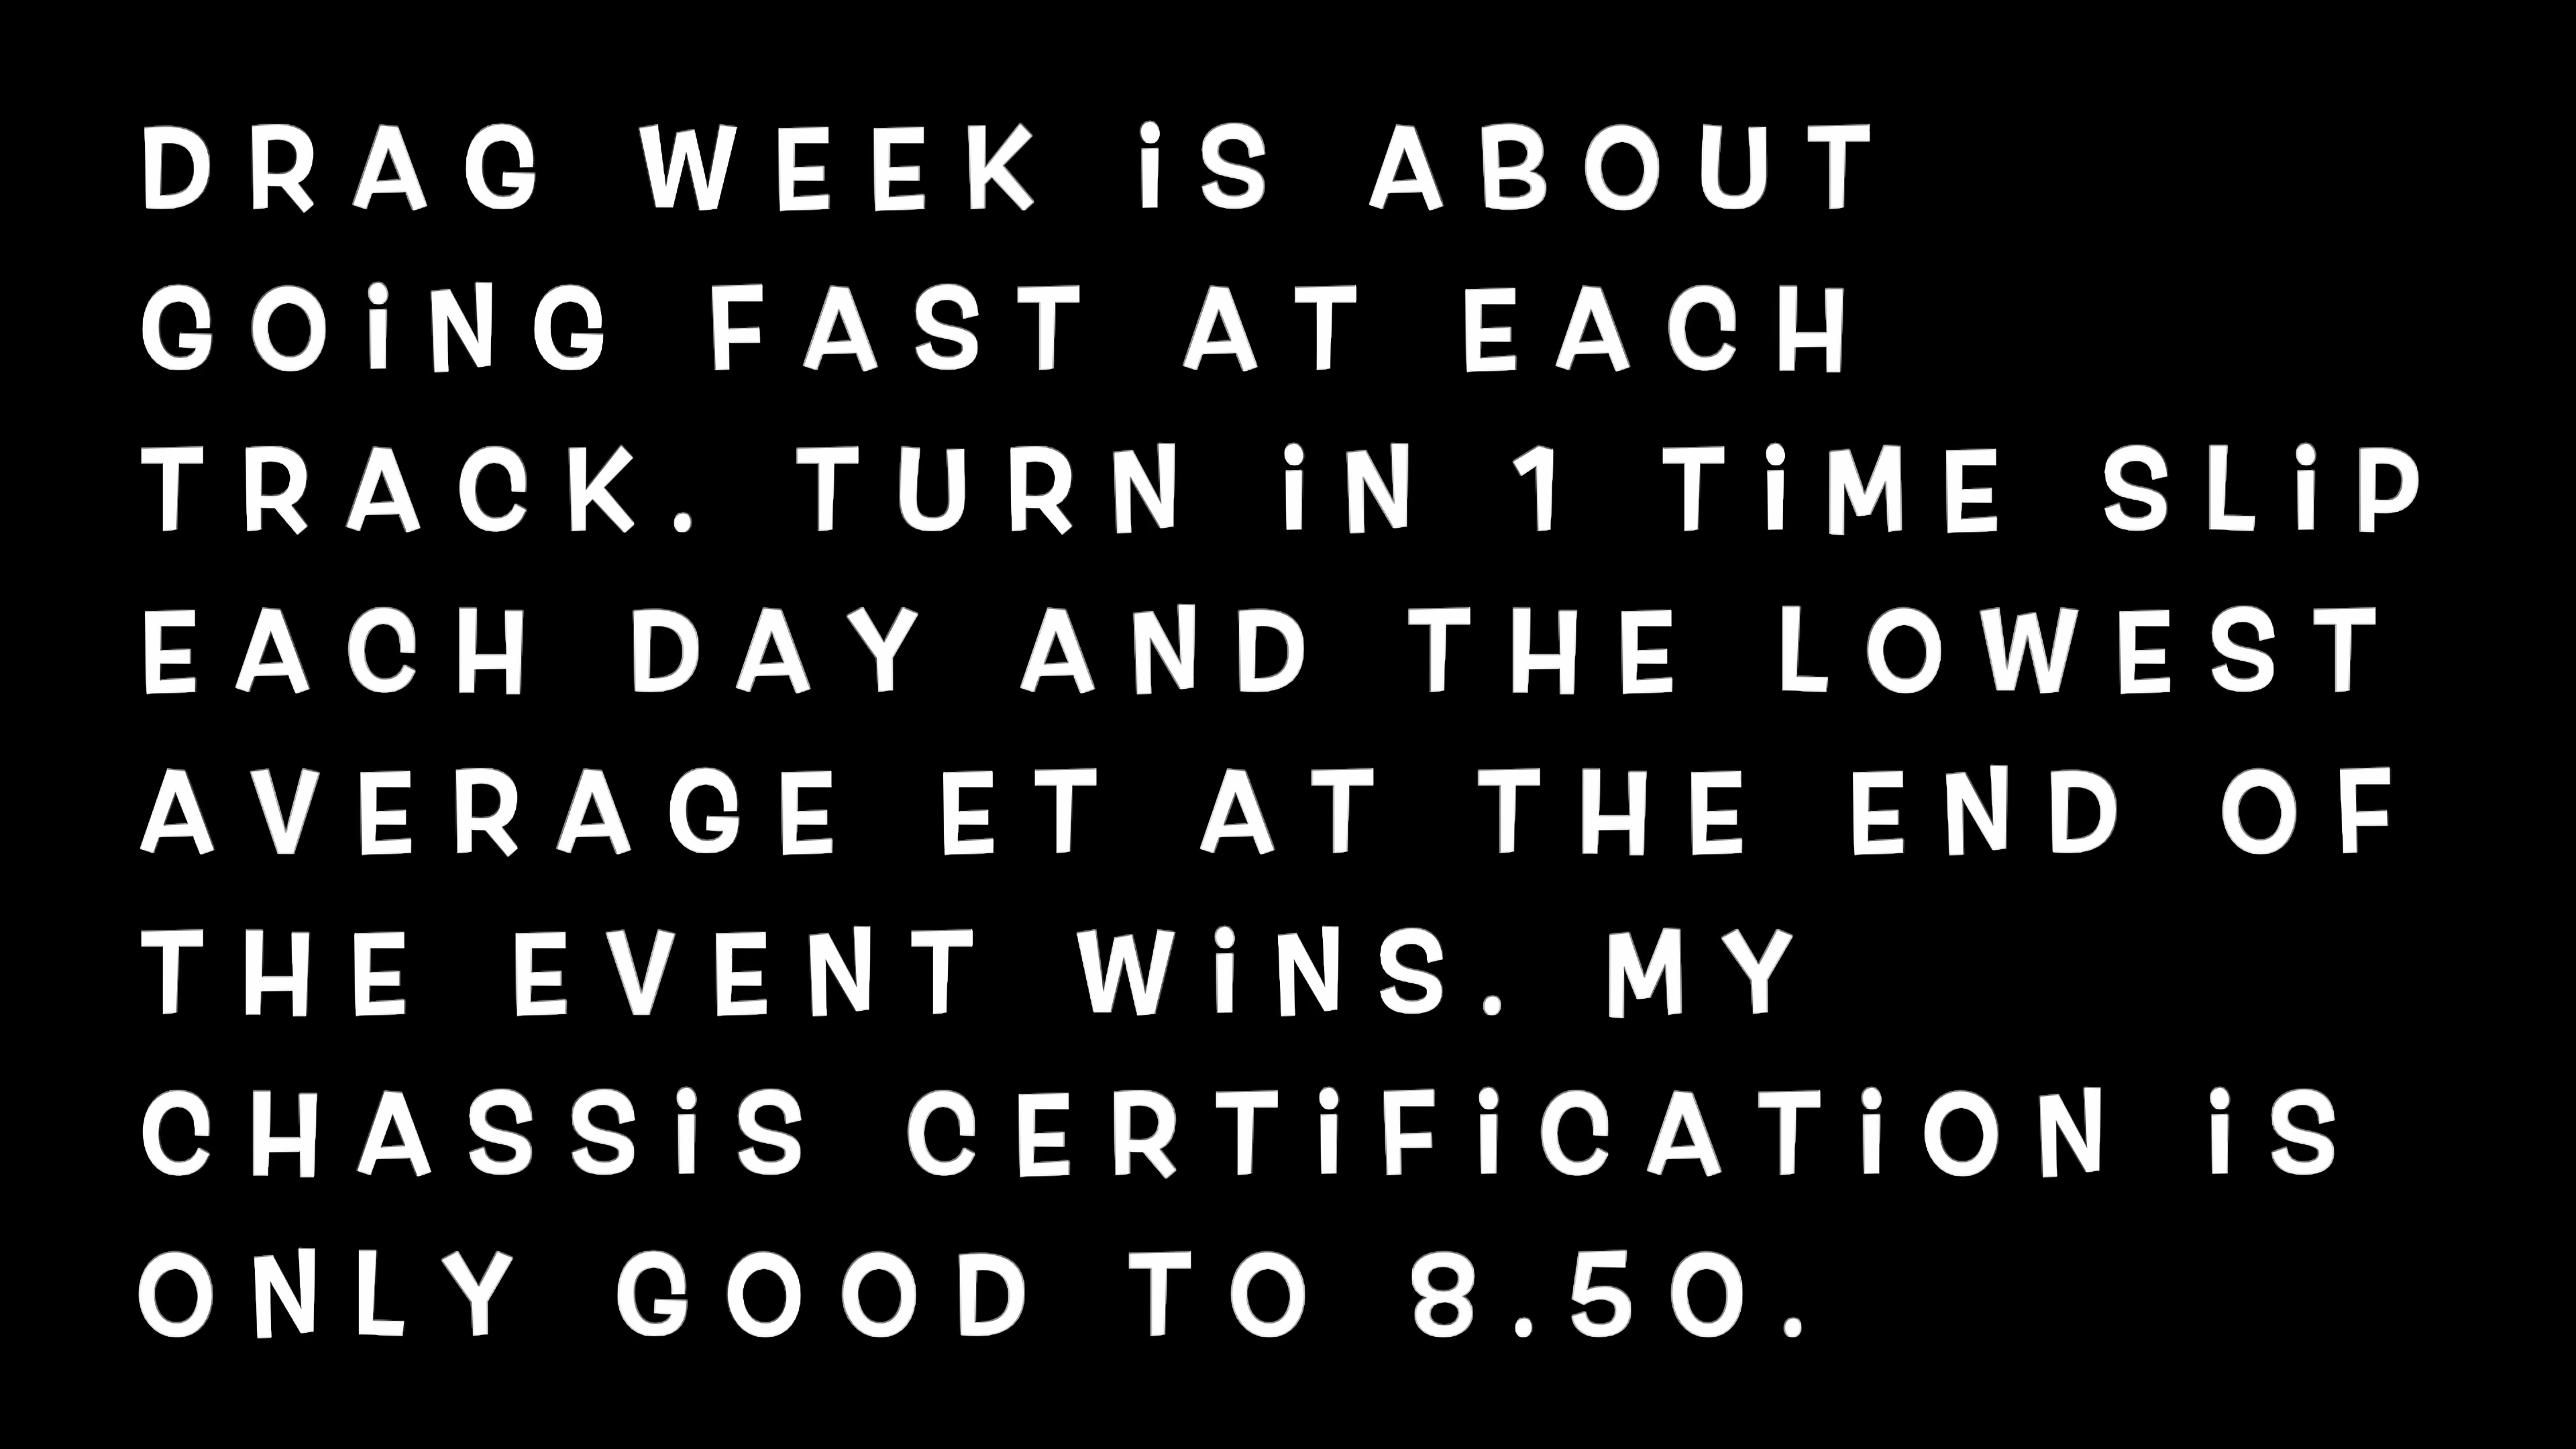 DRAG WEEK iS ABOUT
GOiNG FAST AT EACH
TRACK. TURN iN 1 TiME SLiP
EACH DAY AND THE LOWEST
AVERAGE ET AT THE END OF
THE EVENT WiNS. MY
CHASSiS CERTiFiCATiON iS
ONLY GOOD TO 8.50.